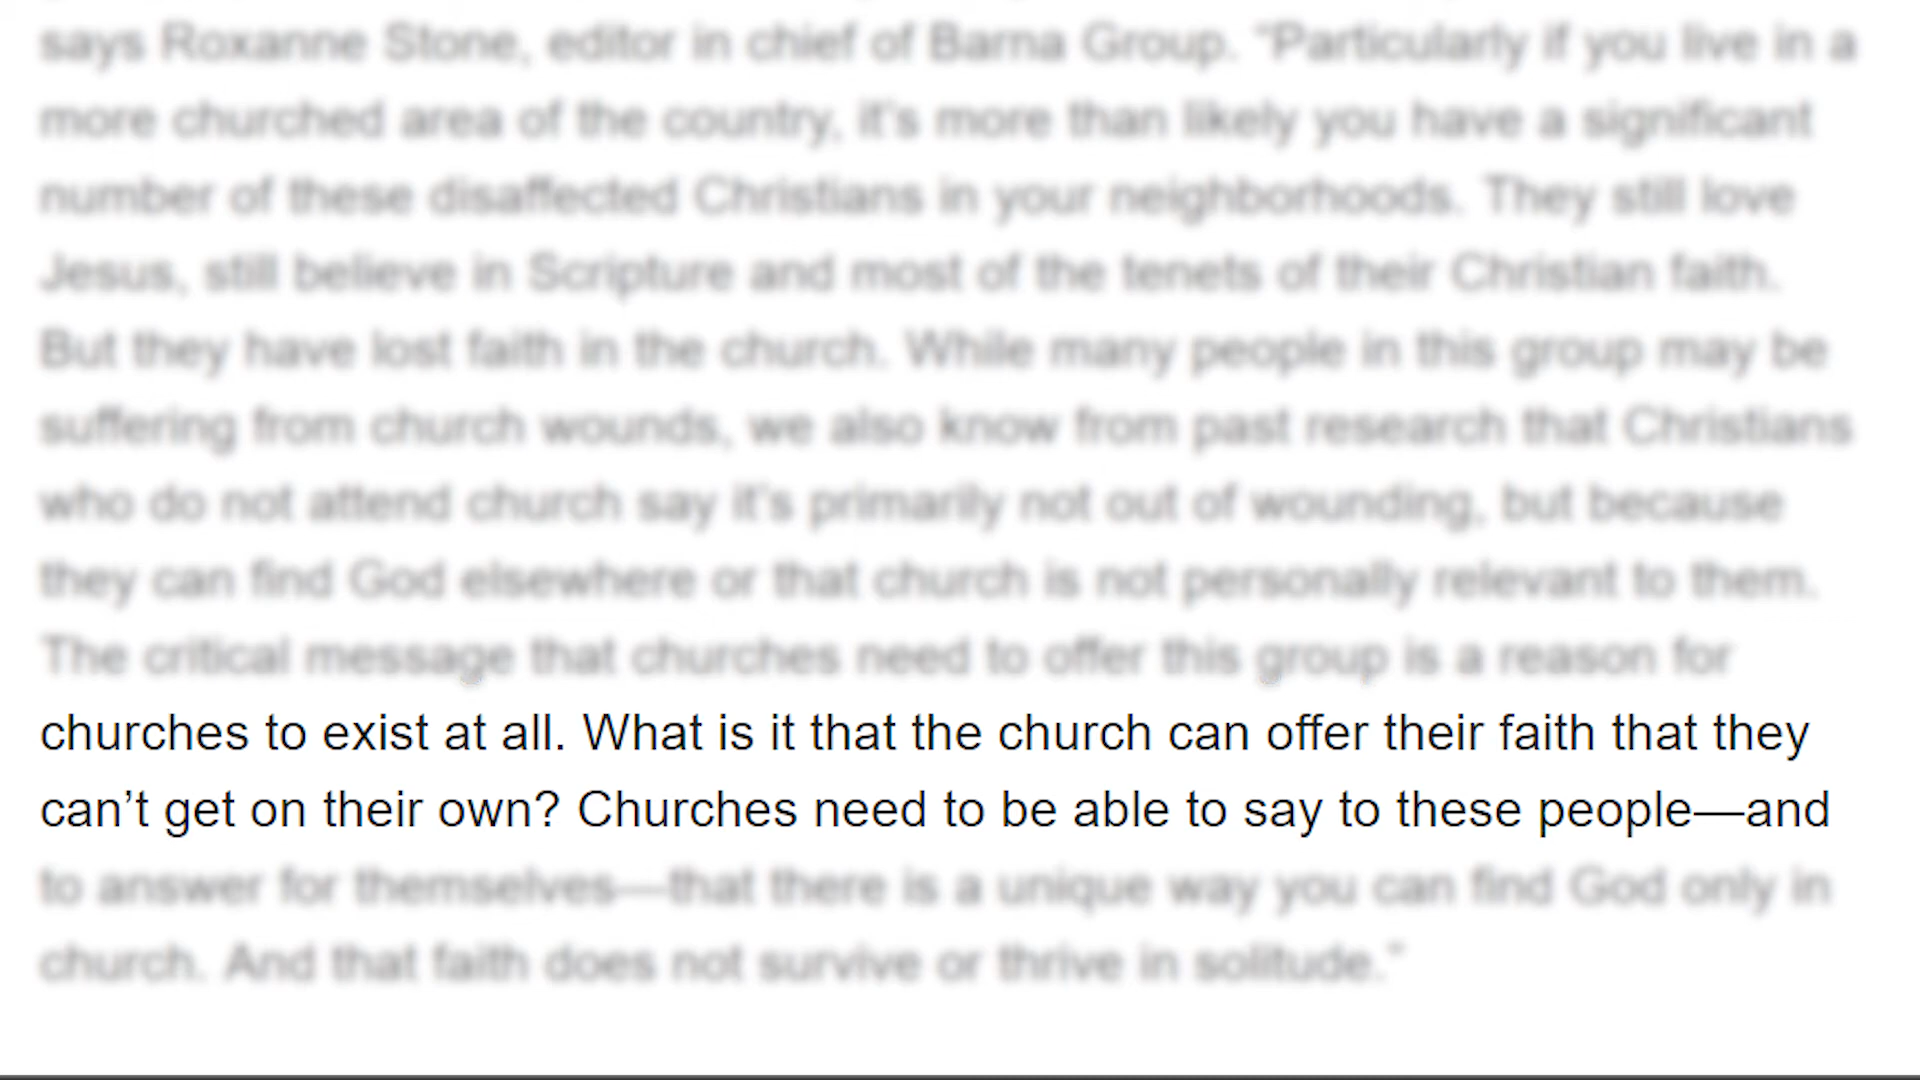 says Roxanne Stone, editor in chief of Barna Group. “Particularly if you live in a
more churched area of the country, it’s more than likely you have a significant
number of these disaffected Christians in your neighborhoods. They still love
Jesus, still believe in Scripture and most of the tenets of their Christian faith.
But they have lost faith in the church. While many people in this group may be
suffering from church wounds, we also know from past research that Christians
who do not attend church say it’s primarily not out of wounding, but because
they can find God elsewhere or that church is not personally relevant to them.
The critical message that churches need to offer this group is a reason for
churches to exist at all. What is it that the church can offer their faith that they
can’t get on their own? Churches need to be able to say to these people—and
to answer for themselves—that there is a unique way you can find God only in
church. And that faith does not survive or thrive in solitude.”